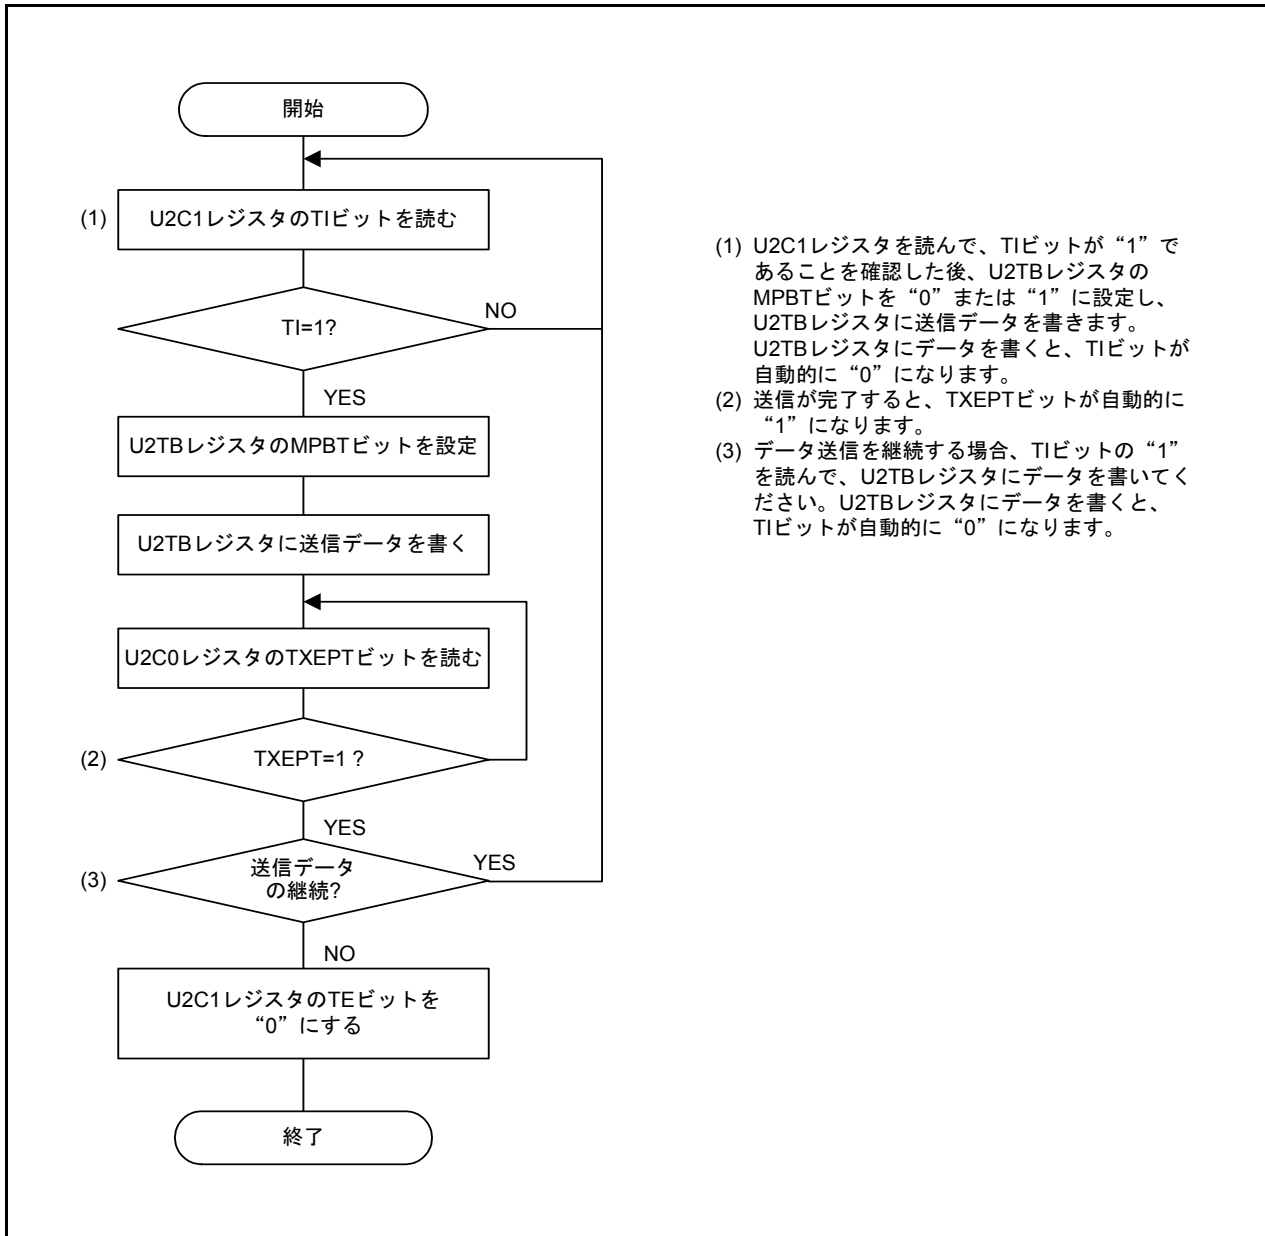 開始
(1)
U2C1レジスタのTIビットを読む
TI=1?
NO
YES
U2TBレジスタのMPBTビットを設定
U2TBレジスタに送信データを書く
U2C0レジスタのTXEPTビットを読む
(2)
TXEPT=1 ?
YES
(3)
送信データ
の継続?
YES
NO
U2C1レジスタのTEビットを
“0”にする
終了
(1) U2C1レジスタを読んで、TIビットが“1”で
あることを確認した後、U2TBレジスタの
MPBTビットを“0”または“1”に設定し、
U2TBレジスタに送信データを書きます。
U2TBレジスタにデータを書くと、TIビットが
自動的に“0”になります。
(2) 送信が完了すると、TXEPTビットが自動的に
“1”になります。
(3) データ送信を継続する場合、TIビットの“1”
を読んで、U2TBレジスタにデータを書いてく
ださい。U2TBレジスタにデータを書くと、
TIビットが自動的に“0”になります。